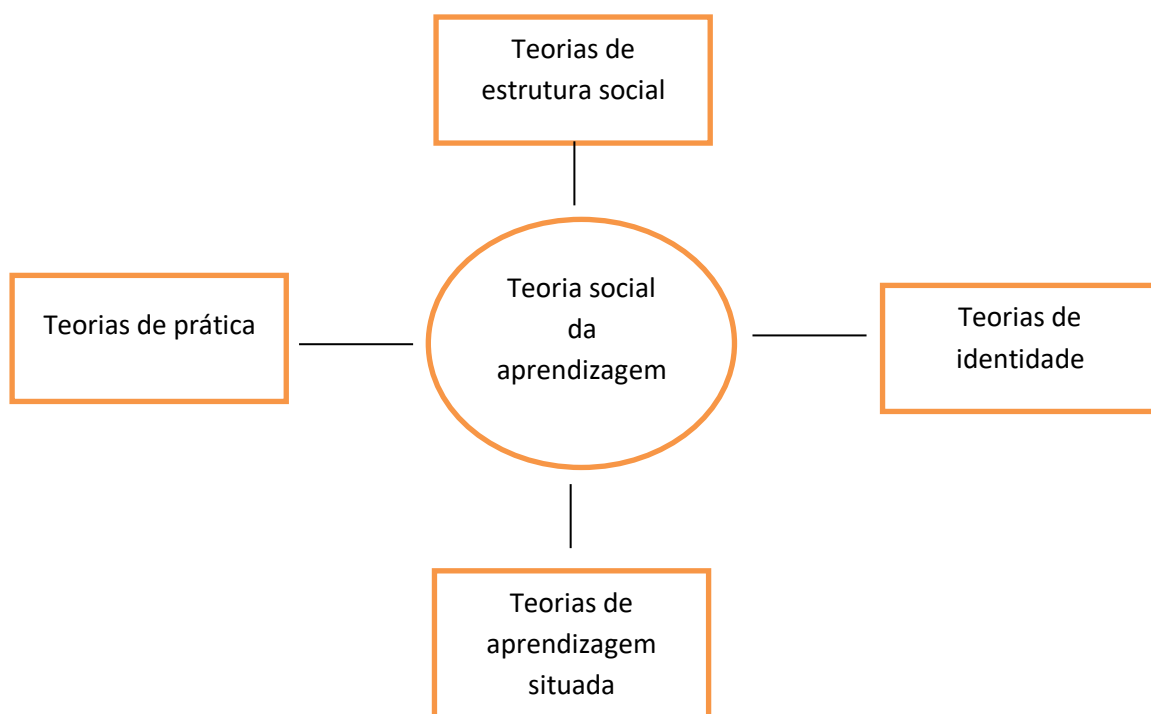 Teorias de
estrutura social
Teorias de prática
Teoria social
da
aprendizagem
Teorias de
identidade
Teorias de
aprendizagem
situada